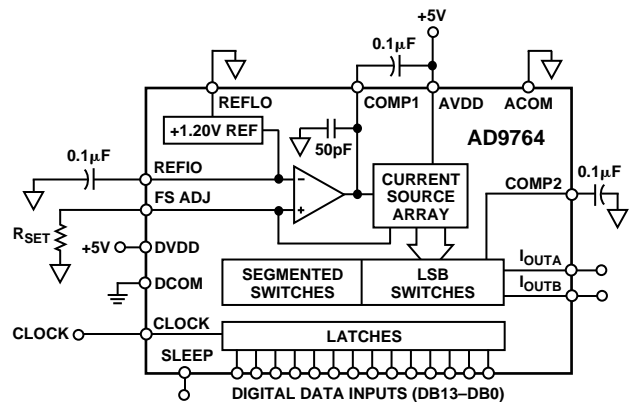 +5V
0.1µF
REFLO
COMP1
AVDD
ACOM
+1.20V REF
50pF
AD9764
0.1µF
REFIO
–
CURRENT
SOURCE
ARRAY
COMP2
0.1µF
FS ADJ
+
RSET
+5V
DVDD
DCOM
SEGMENTED
SWITCHES
LSB
SWITCHES
IOUTA
IOUTB
CLOCK
CLOCK
LATCHES
SLEEP
DIGITAL DATA INPUTS (DB13–DB0)